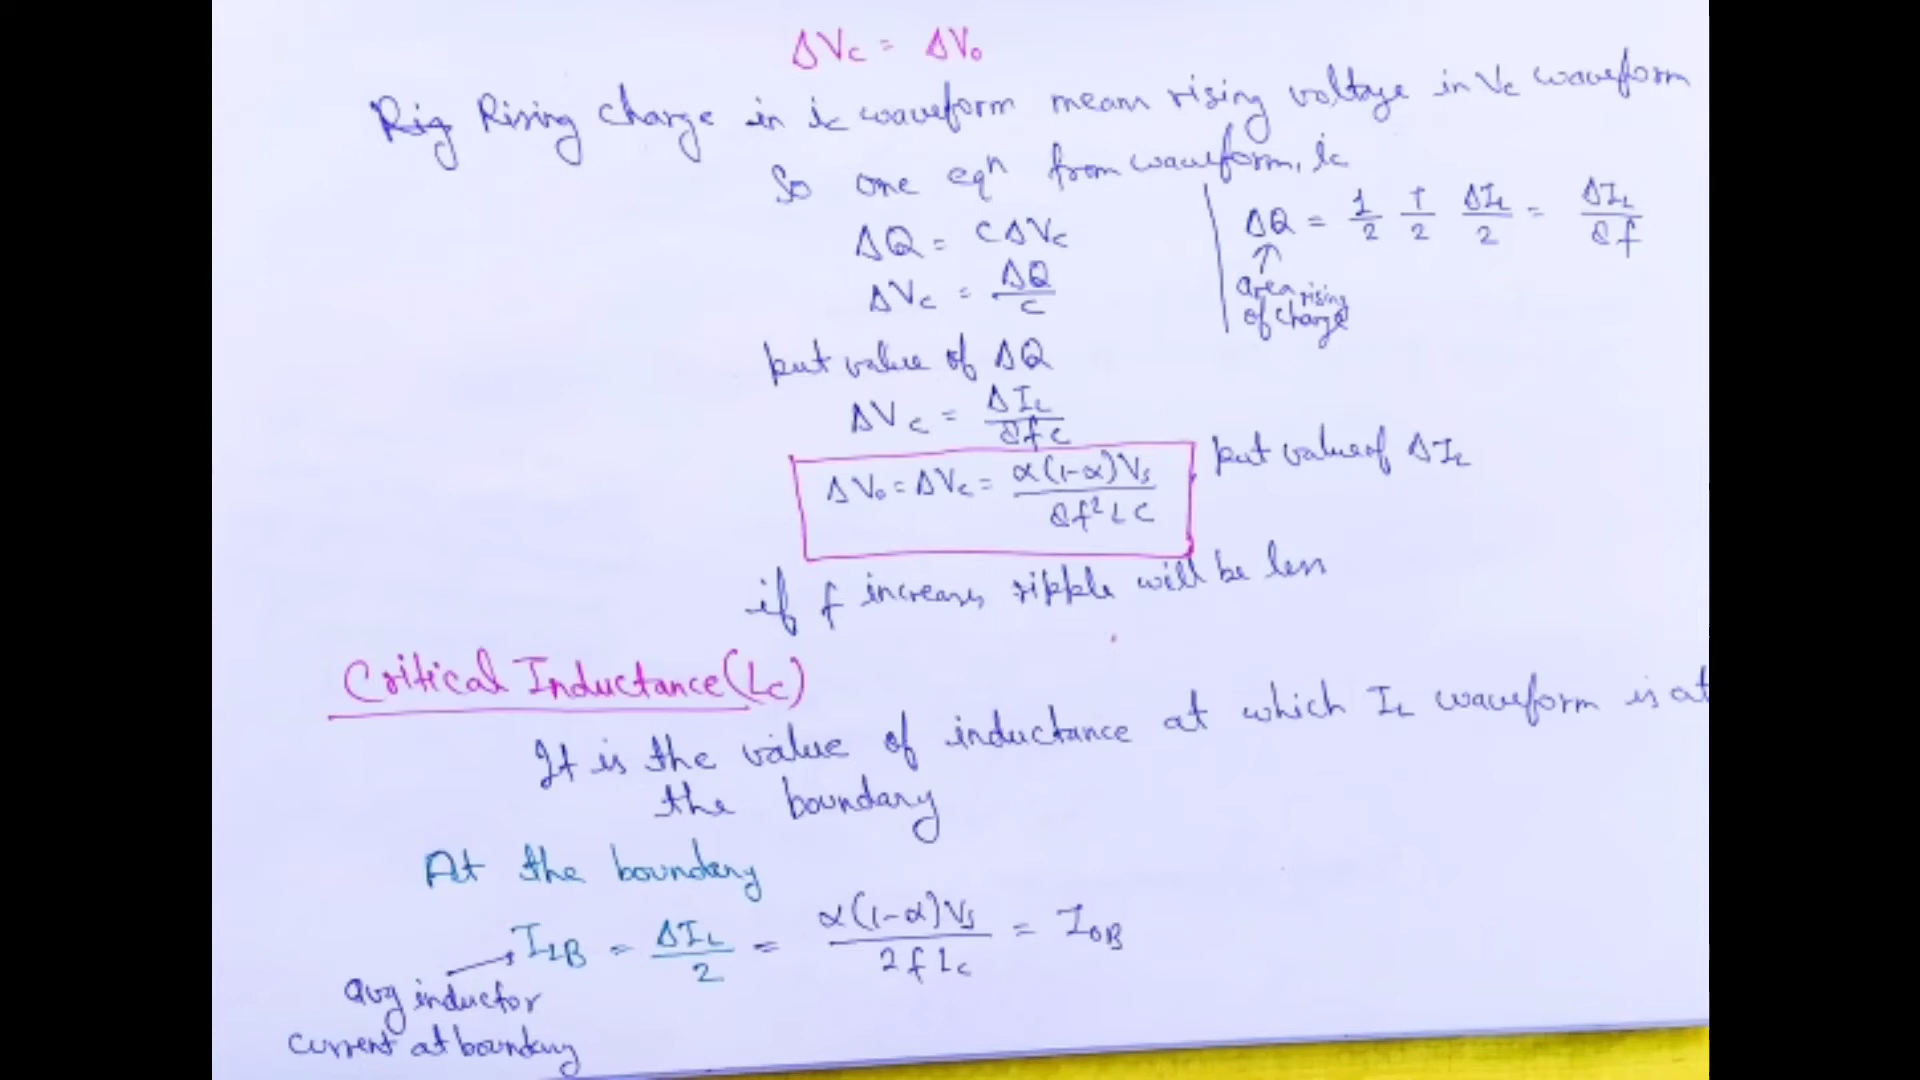 ΔVc = ΔVo
Rig Rising charge in ic waveform means rising voltage in Vc waveform
So one eqn from waveform, ic
ΔQ = CΔVc
ΔQ = 1/2 T/2 ΔIL/2 = ΔIL/8f
↑
area rising
of charge
ΔVc = ΔQ/C
put value of ΔQ
ΔVc = ΔIL/8fC
put value of ΔIL
ΔVo = ΔVc = α(1-α)Vs/8f²LC
if f increases ripple will be less
Critical Inductance (Lc)
It is the value of inductance at which IL waveform is at
the boundary
At the boundary
ILB = ΔIL/2 = α(1-α)Vs/2fLc = IOB
avg inductor
current at boundary